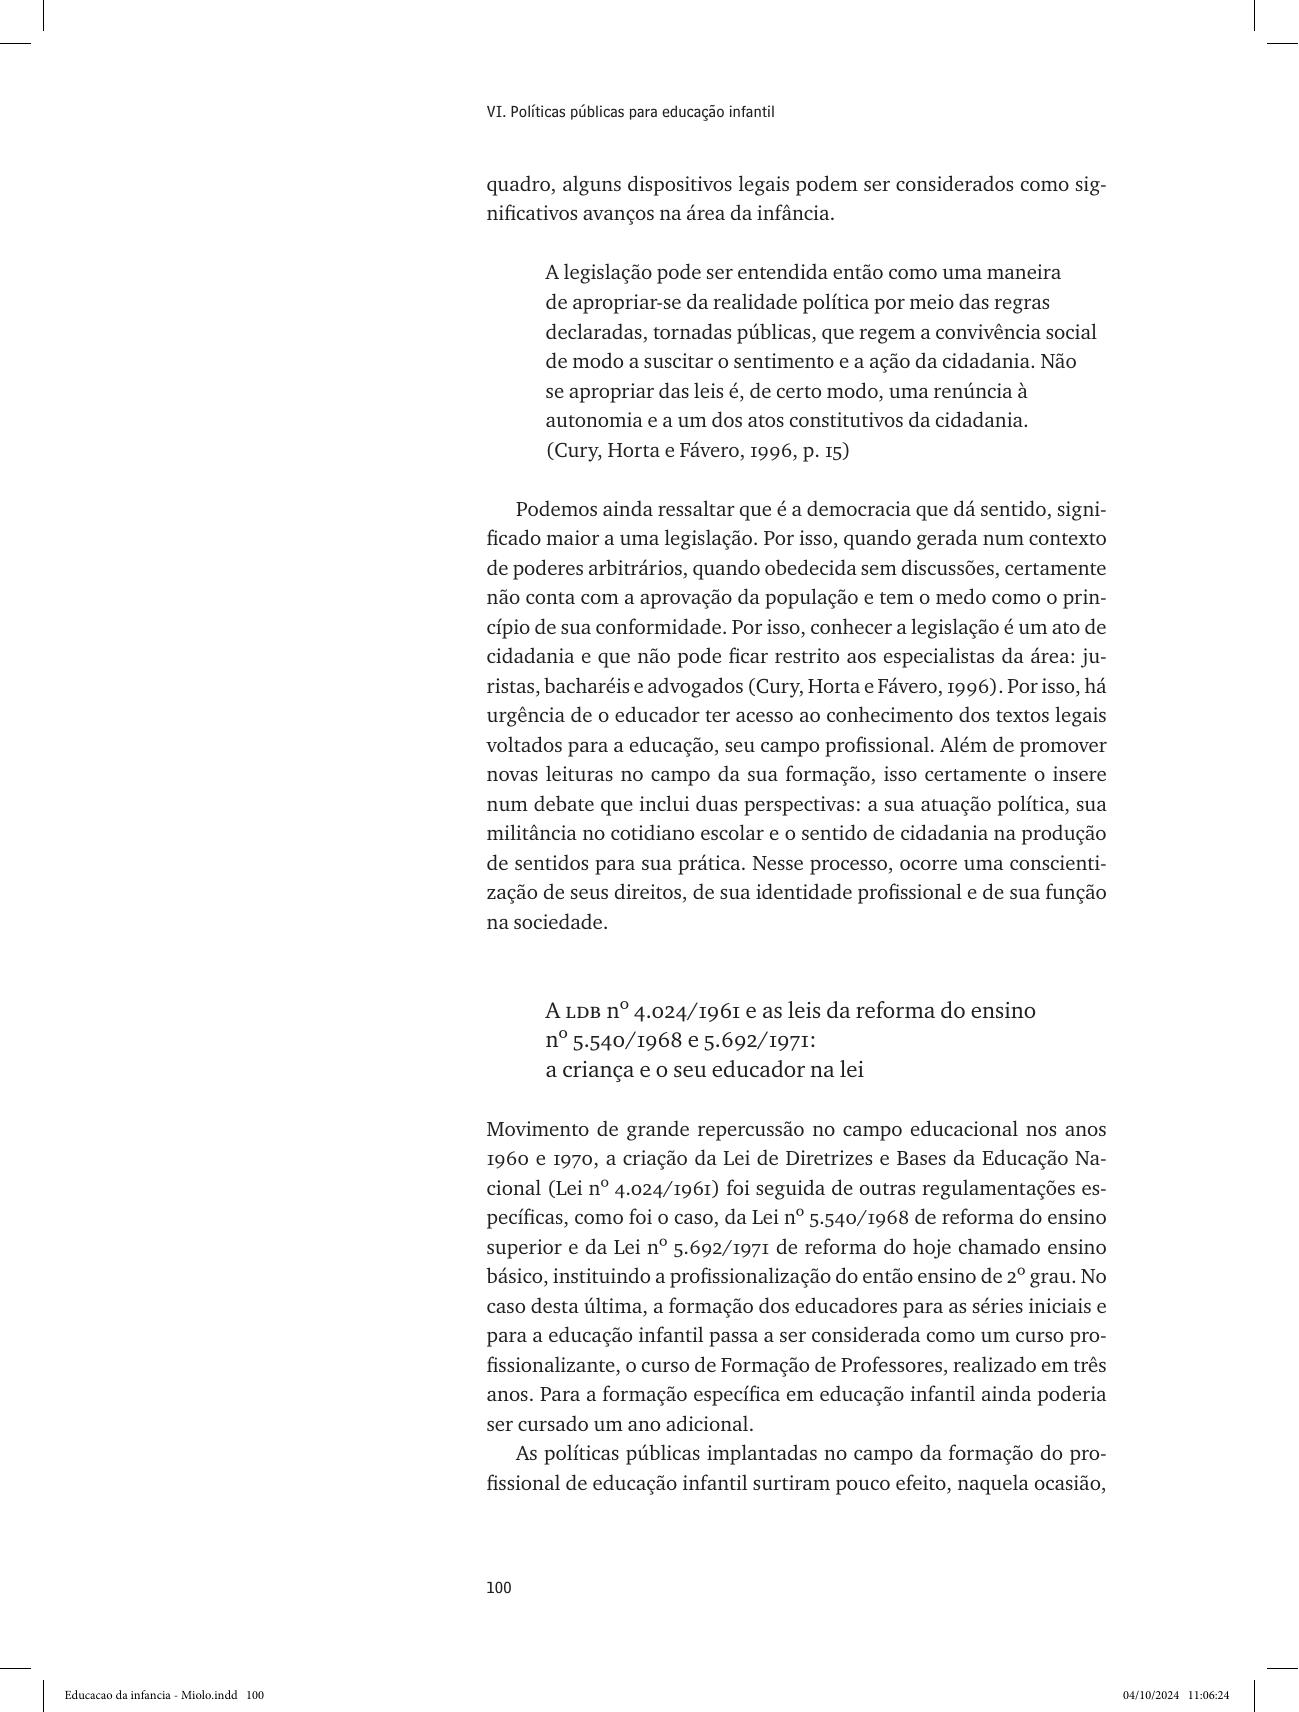 VI. Políticas públicas para educação infantil
quadro, alguns dispositivos legais podem ser considerados como sig-
nificativos avanços na área da infância.
A legislação pode ser entendida então como uma maneira
de apropriar-se da realidade política por meio das regras
declaradas, tornadas públicas, que regem a convivência social
de modo a suscitar o sentimento e a ação da cidadania. Não
se apropriar das leis é, de certo modo, uma renúncia à
autonomia e a um dos atos constitutivos da cidadania.
(Cury, Horta e Fávero, 1996, p. 15)
Podemos ainda ressaltar que é a democracia que dá sentido, signi-
ficado maior a uma legislação. Por isso, quando gerada num contexto
de poderes arbitrários, quando obedecida sem discussões, certamente
não conta com a aprovação da população e tem o medo como o prin-
cípio de sua conformidade. Por isso, conhecer a legislação é um ato de
cidadania e que não pode ficar restrito aos especialistas da área: ju-
ristas, bacharéis e advogados (Cury, Horta e Fávero, 1996). Por isso, há
urgência de o educador ter acesso ao conhecimento dos textos legais
voltados para a educação, seu campo profissional. Além de promover
novas leituras no campo da sua formação, isso certamente o insere
num debate que inclui duas perspectivas: a sua atuação política, sua
militância no cotidiano escolar e o sentido de cidadania na produção
de sentidos para sua prática. Nesse processo, ocorre uma conscienti-
zação de seus direitos, de sua identidade profissional e de sua função
na sociedade.
A LDB nº 4.024/1961 e as leis da reforma do ensino
nº 5.540/1968 e 5.692/1971:
a criança e o seu educador na lei
Movimento de grande repercussão no campo educacional nos anos
1960 e 1970, a criação da Lei de Diretrizes e Bases da Educação Na-
cional (Lei nº 4.024/1961) foi seguida de outras regulamentações es-
pecíficas, como foi o caso, da Lei nº 5.540/1968 de reforma do ensino
superior e da Lei nº 5.692/1971 de reforma do hoje chamado ensino
básico, instituindo a profissionalização do então ensino de 2º grau. No
caso desta última, a formação dos educadores para as séries iniciais e
para a educação infantil passa a ser considerada como um curso pro-
fissionalizante, o curso de Formação de Professores, realizado em três
anos. Para a formação específica em educação infantil ainda poderia
ser cursado um ano adicional.
As políticas públicas implantadas no campo da formação do pro-
fissional de educação infantil surtiram pouco efeito, naquela ocasião,
100
Educacao da infancia - Miolo.indd 100 04/10/2024 11:06:24